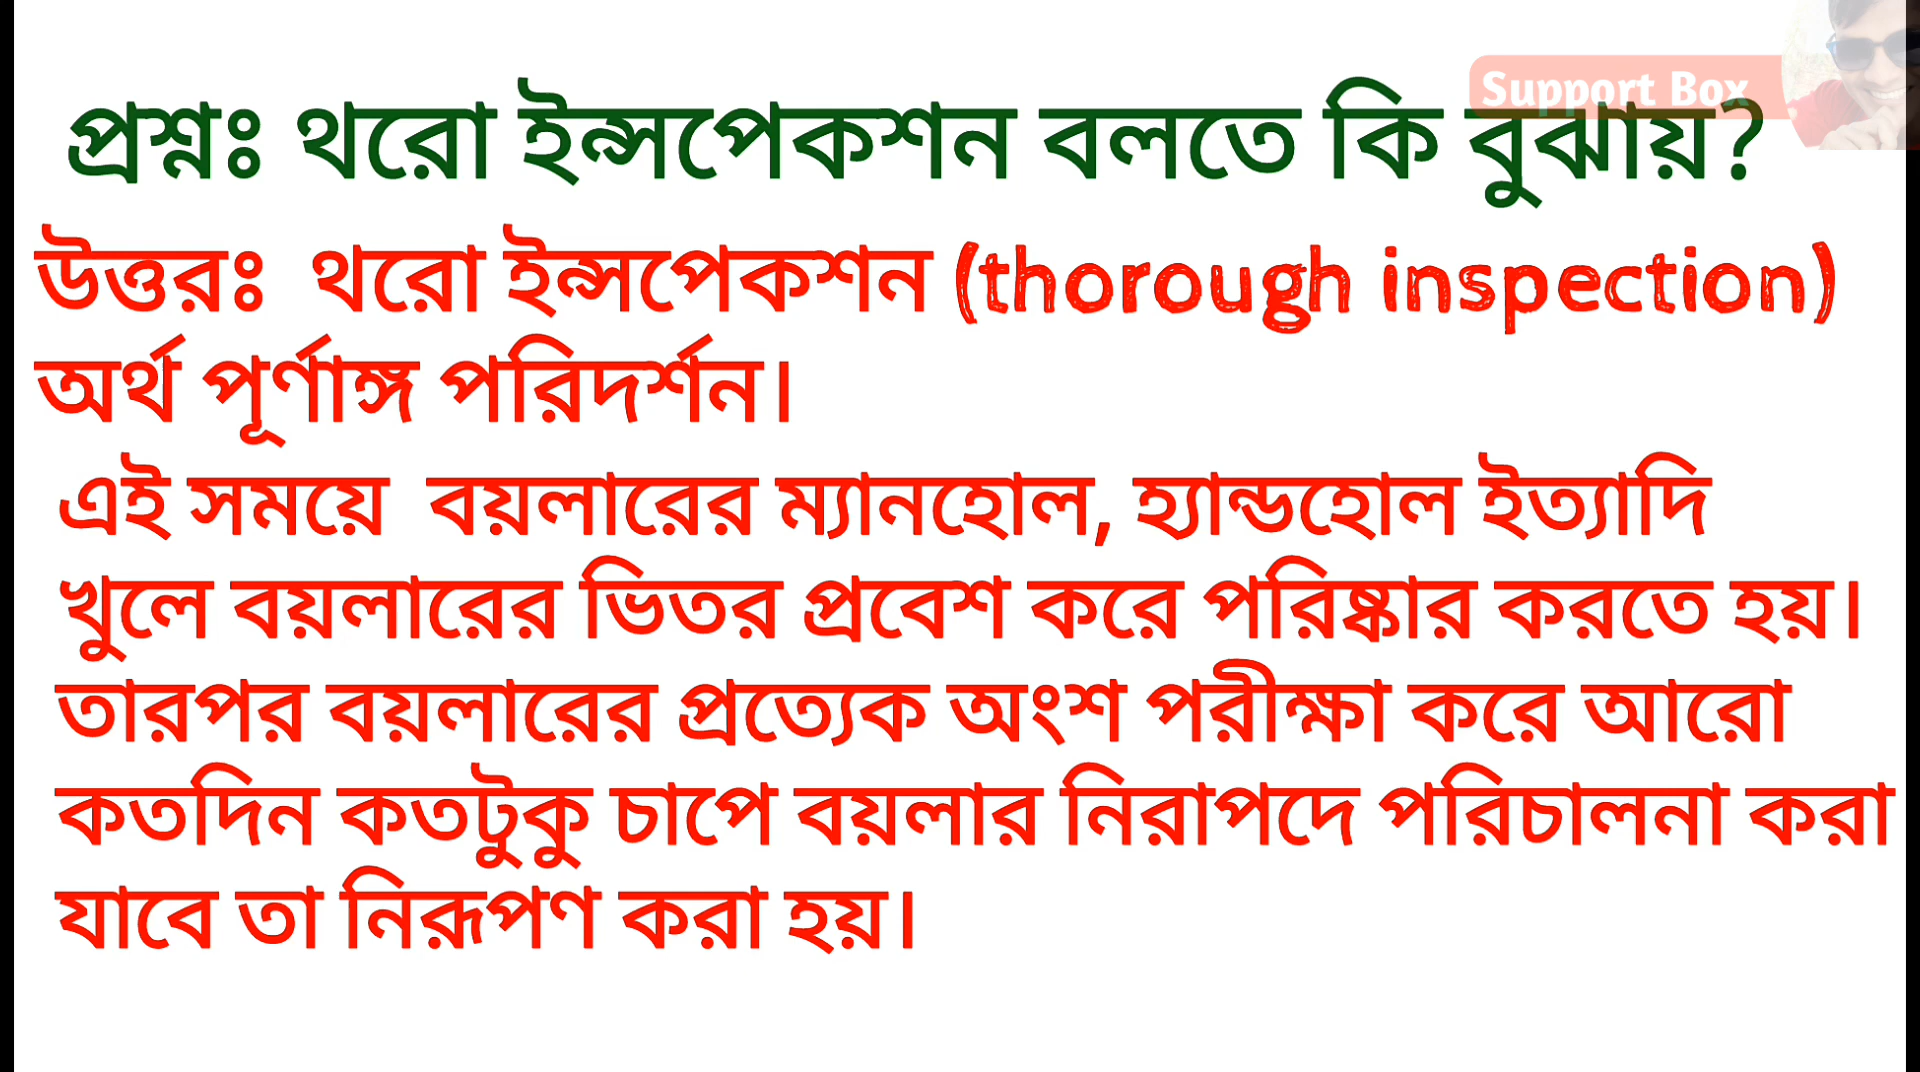 Support Box
প্রশ্নঃ থরো ইন্সপেকশন বলতে কি বুঝায়?
উত্তরঃ থরো ইন্সপেকশন (thorough inspection)
অর্থ পূর্ণাঙ্গ পরিদর্শন।
এই সময়ে বয়লারের ম্যানহোল, হ্যান্ডহোল ইত্যাদি
খুলে বয়লারের ভিতর প্রবেশ করে পরিষ্কার করতে হয়।
তারপর বয়লারের প্রত্যেক অংশ পরীক্ষা করে আরো
কতদিন কতটুকু চাপে বয়লার নিরাপদে পরিচালনা করা
যাবে তা নিরূপণ করা হয়।